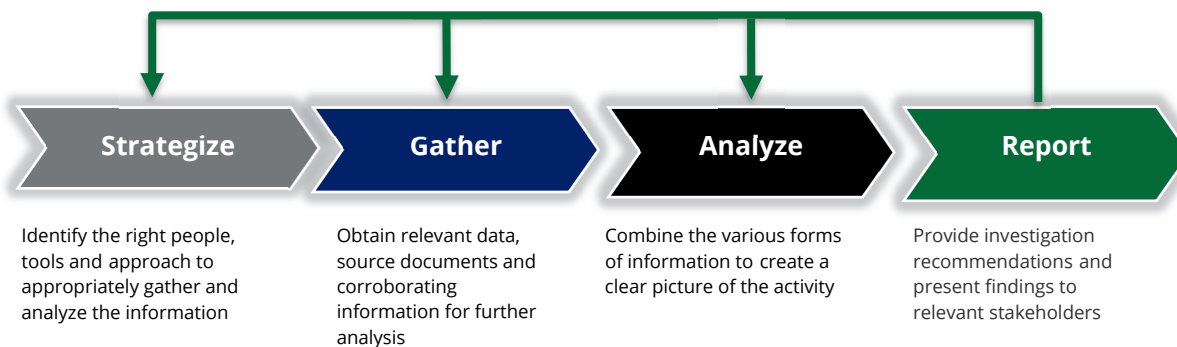 Strategize
Gather
Analyze
Report
Identify the right people,
tools and approach to
appropriately gather and
analyze the information
Obtain relevant data,
source documents and
corroborating
information for further
analysis
Combine the various forms
of information to create a
clear picture of the activity
Provide investigation
recommendations and
present findings to
relevant stakeholders